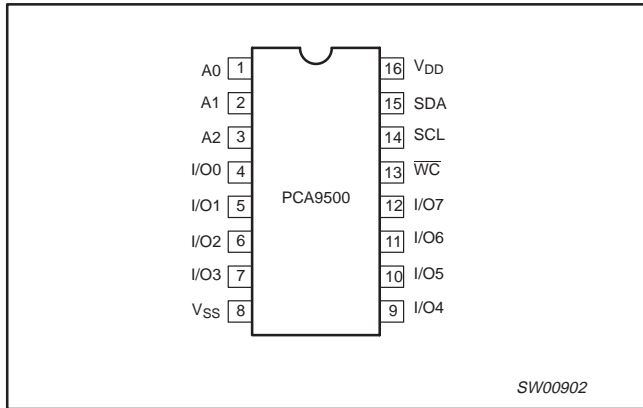 A0 1 16 VDD
A1 2 15 SDA
A2 3 14 SCL
I/O0 4 13 W̅C̅
I/O1 5 PCA9500 12 I/O7
I/O2 6 11 I/O6
I/O3 7 10 I/O5
VSS 8 9 I/O4
SW00902